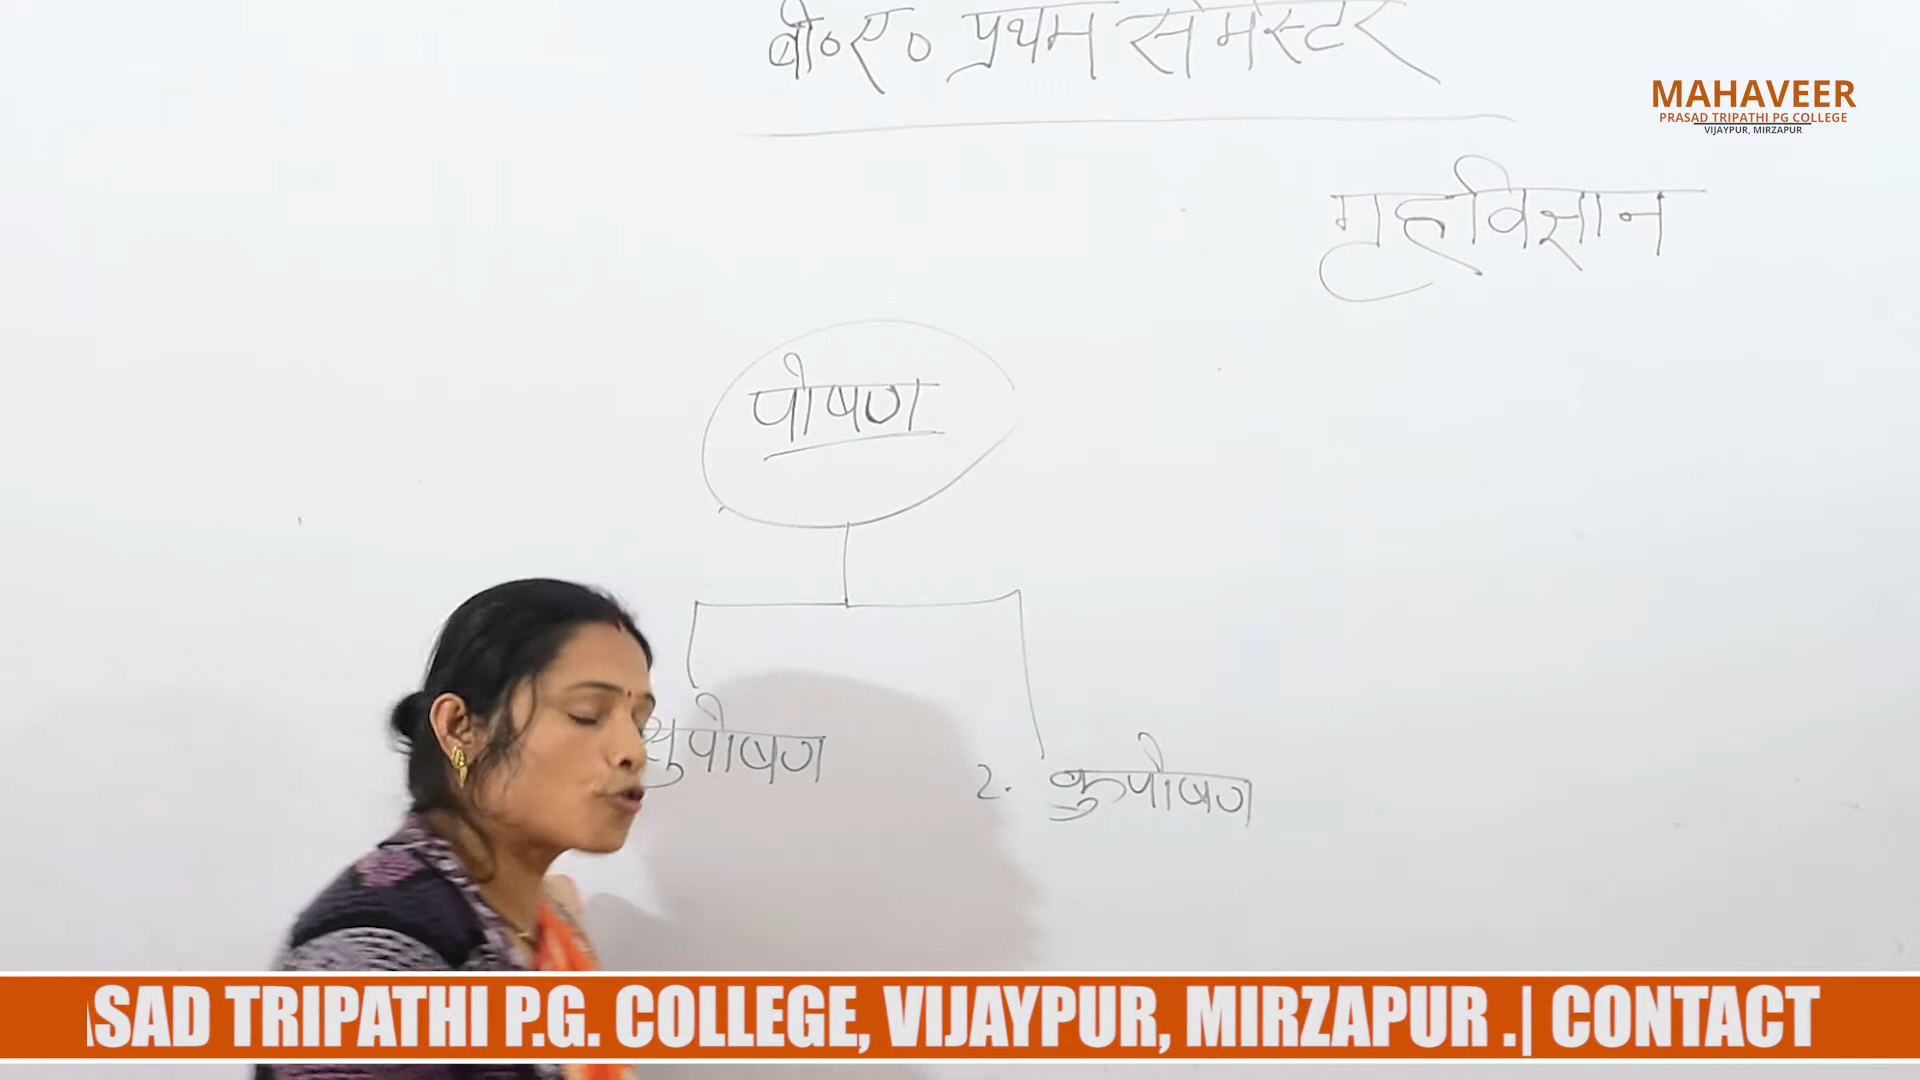 बी०ए० प्रथम सेमेस्टर
MAHAVEER
PRASAD TRIPATHI PG COLLEGE
VIJAYPUR, MIRZAPUR
गृहविज्ञान
पोषण
सुपोषण
2. कुपोषण
SAD TRIPATHI P.G. COLLEGE, VIJAYPUR, MIRZAPUR .| CONTACT